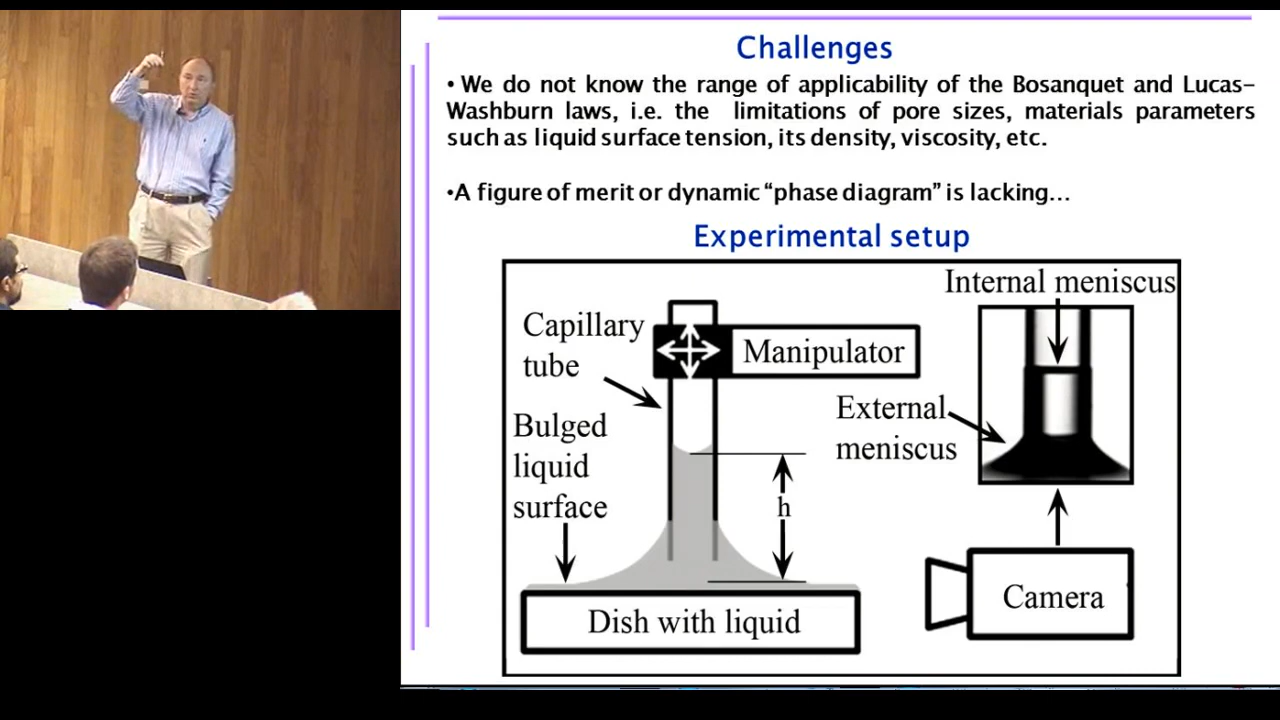 Challenges
• We do not know the range of applicability of the Bosanquet and Lucas-
Washburn laws, i.e. the limitations of pore sizes, materials parameters
such as liquid surface tension, its density, viscosity, etc.
•A figure of merit or dynamic “phase diagram” is lacking...
Experimental setup
Internal meniscus
Capillary
tube
Manipulator
External
meniscus
Bulged
liquid
surface
h
Dish with liquid
Camera